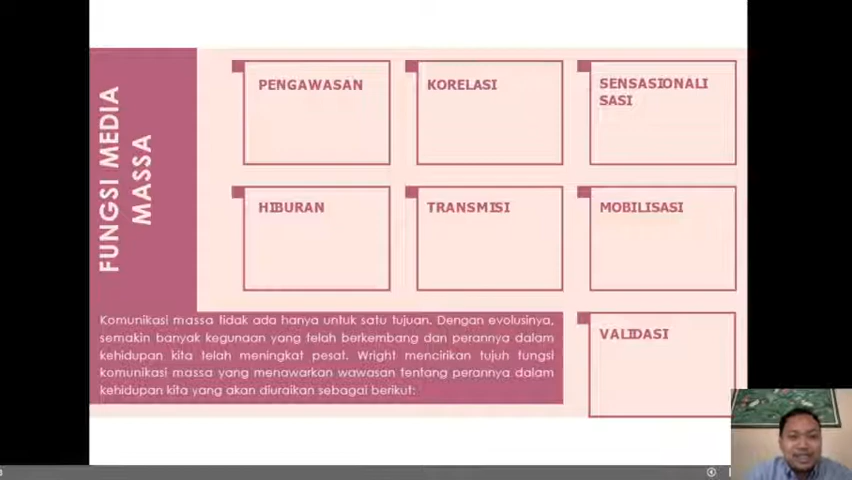 FUNGSI MEDIA
MASSA
PENGAWASAN
KORELASI
SENSASIONALI
SASI
HIBURAN
TRANSMISI
MOBILISASI
Komunikasi massa tidak ada hanya untuk satu tujuan. Dengan evolusinya,
semakin banyak kegunaan yang telah berkembang dan perannya dalam
kehidupan kita telah meningkat pesat. Wright mencirikan tujuh fungsi
komunikasi massa yang menawarkan wawasan tentang perannya dalam
kehidupan kita yang akan diuraikan sebagai berikut:
VALIDASI